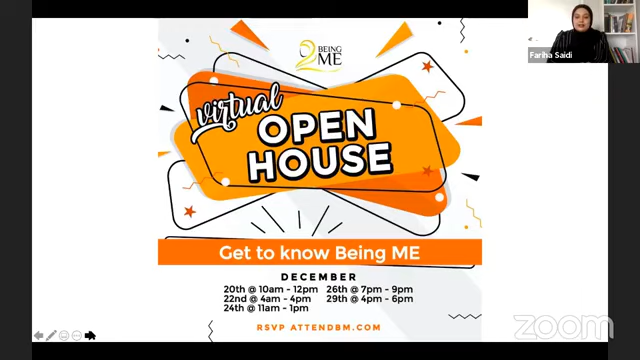 Fariha Saidi
2 BEING
ME
virtual
OPEN
HOUSE
Get to know Being ME
DECEMBER
20th @ 10am - 12pm 26th @ 7pm - 9pm
22nd @ 4am - 4pm 29th @ 4pm - 6pm
24th @ 11am - 1pm
RSVP ATTENDBM.COM
zoom